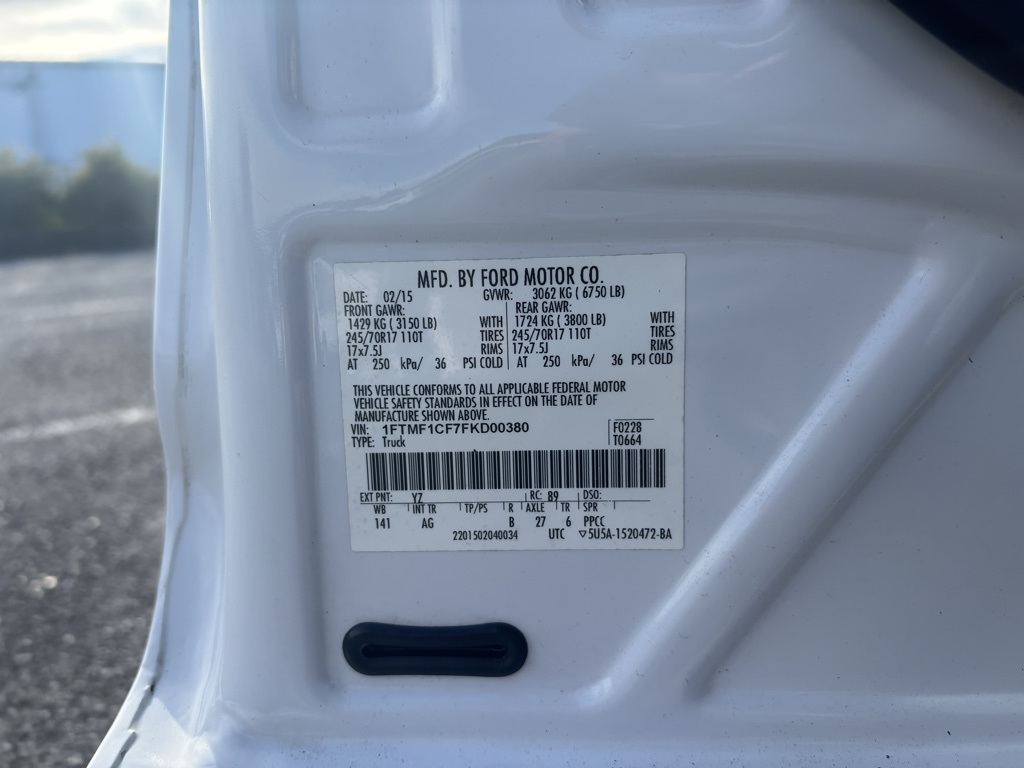 MFD. BY FORD MOTOR CO.
DATE: 02/15 GVWR: 3062 KG ( 6750 LB)
FRONT GAWR: REAR GAWR:
1429 KG ( 3150 LB) WITH 1724 KG ( 3800 LB) WITH
245/70R17 110T TIRES 245/70R17 110T TIRES
17x7.5J RIMS 17x7.5J RIMS
AT 250 kPa/ 36 PSI COLD AT 250 kPa/ 36 PSI COLD
THIS VEHICLE CONFORMS TO ALL APPLICABLE FEDERAL MOTOR
VEHICLE SAFETY STANDARDS IN EFFECT ON THE DATE OF
MANUFACTURE SHOWN ABOVE.
VIN: 1FTMF1CF7FKD00380 F0228
TYPE: Truck T0664
EXT PNT: YZ RC: 89 DSO:
WB INT TR TP/PS R AXLE TR SPR
141 AG B 27 6 PPCC
2201502040034 UTC ▽5U5A-1520472-BA